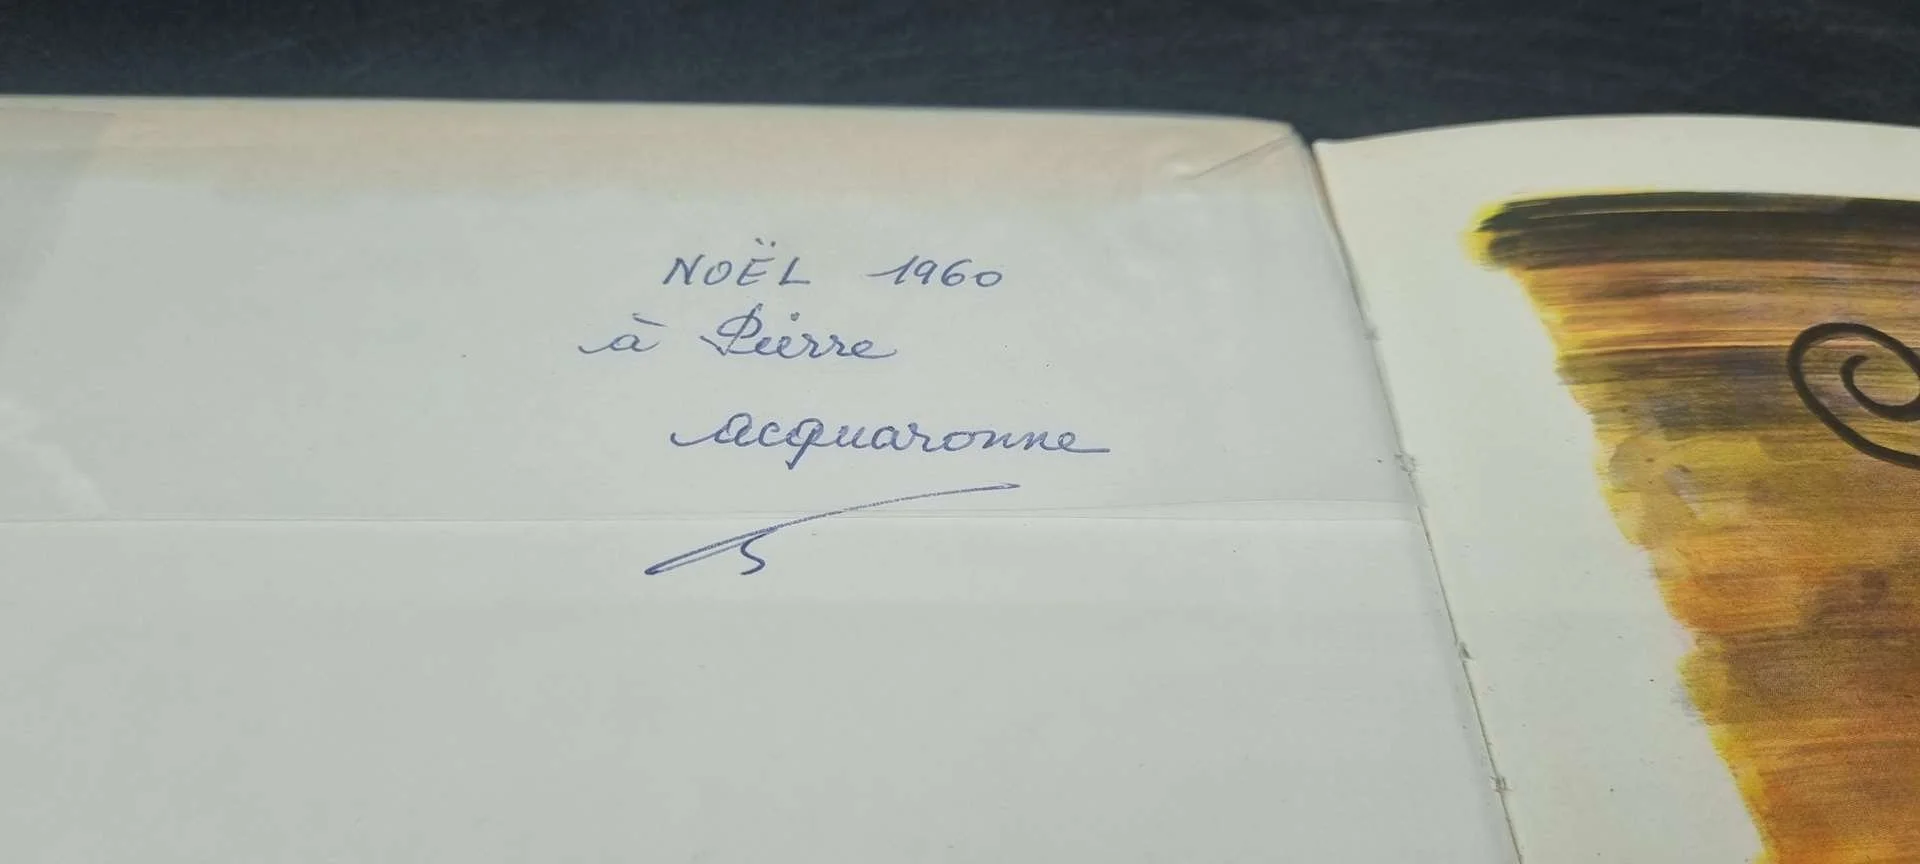 NOËL 1960
à Pierre
Acquaronne